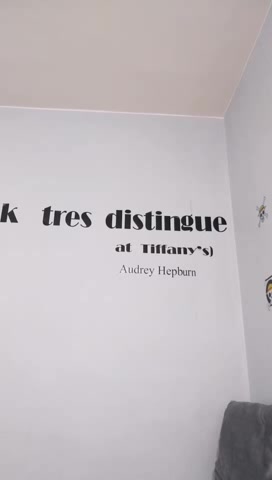 k tres distingue
at Tiffany's)
Audrey Hepburn